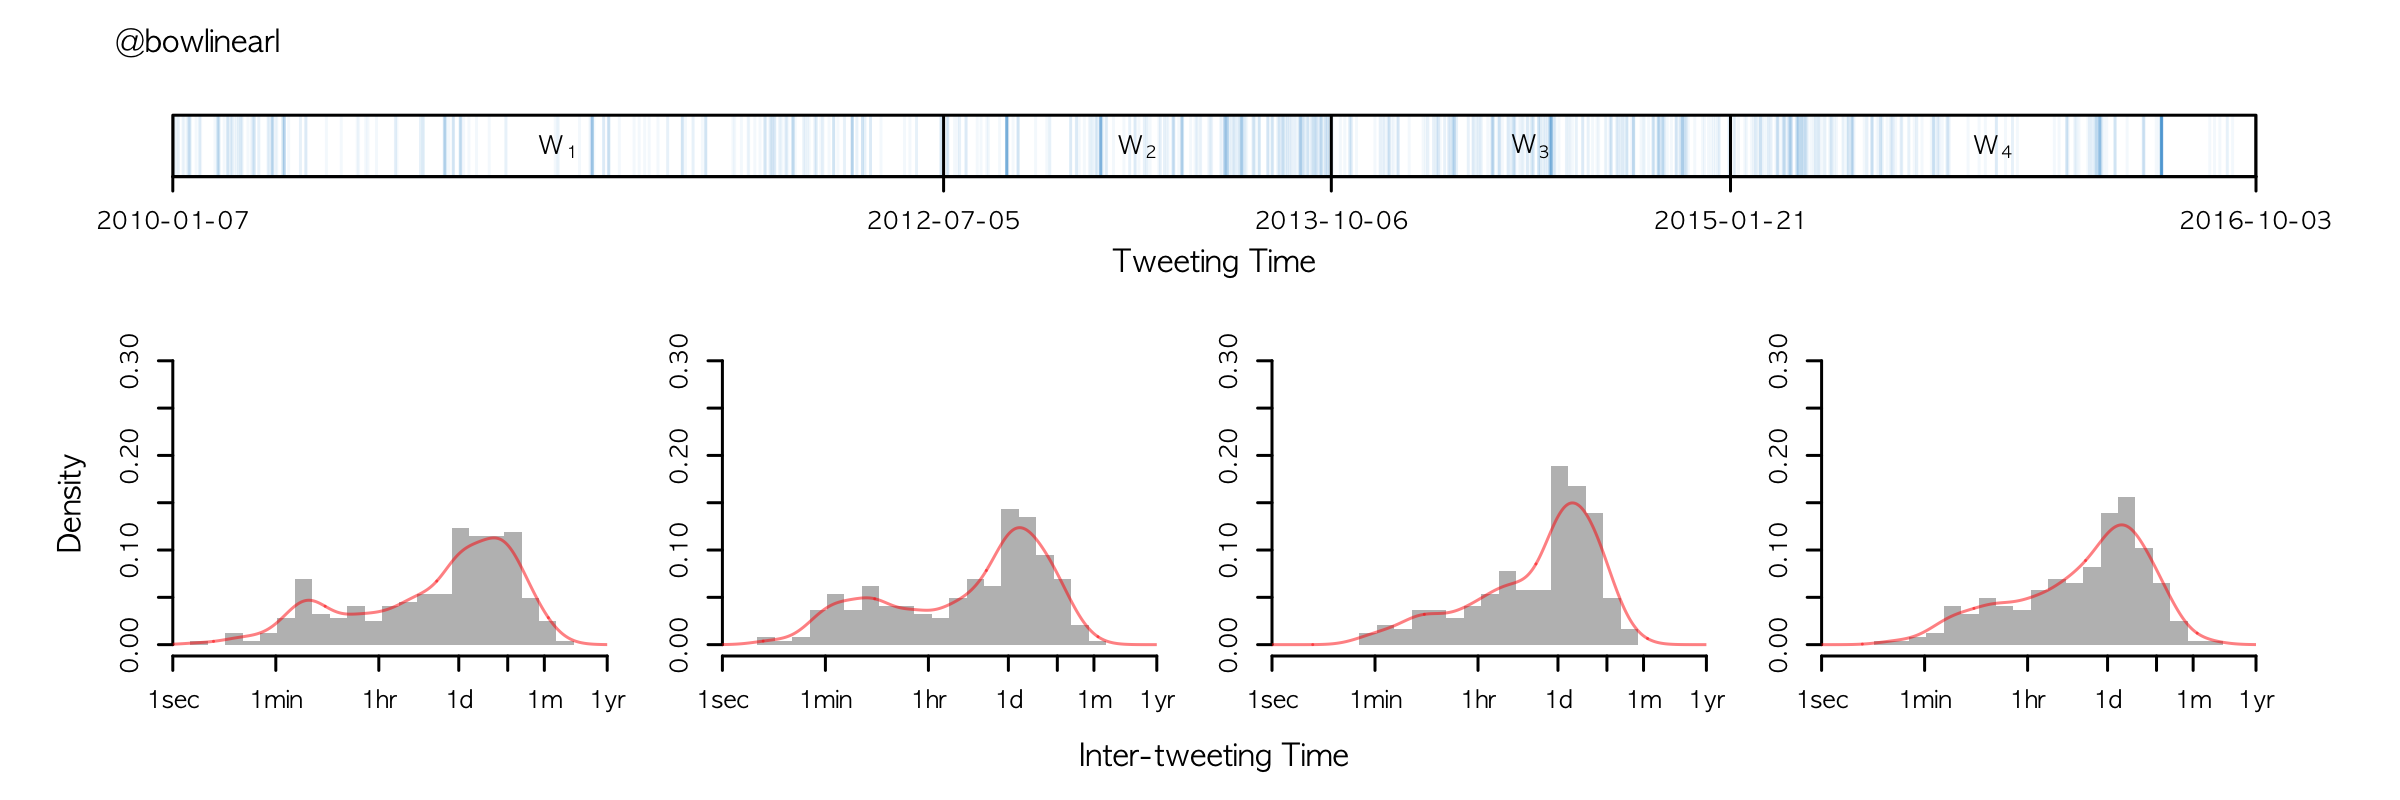 @bowlinearl
W1 W2 W3 W4
2010-01-07 2012-07-05 2013-10-06 2015-01-21 2016-10-03
Tweeting Time
Density
0.00 0.10 0.20 0.30
0.00 0.10 0.20 0.30
0.00 0.10 0.20 0.30
0.00 0.10 0.20 0.30
1sec 1min 1hr 1d 1m 1yr 1sec 1min 1hr 1d 1m 1yr 1sec 1min 1hr 1d 1m 1yr 1sec 1min 1hr 1d 1m 1yr
Inter-tweeting Time